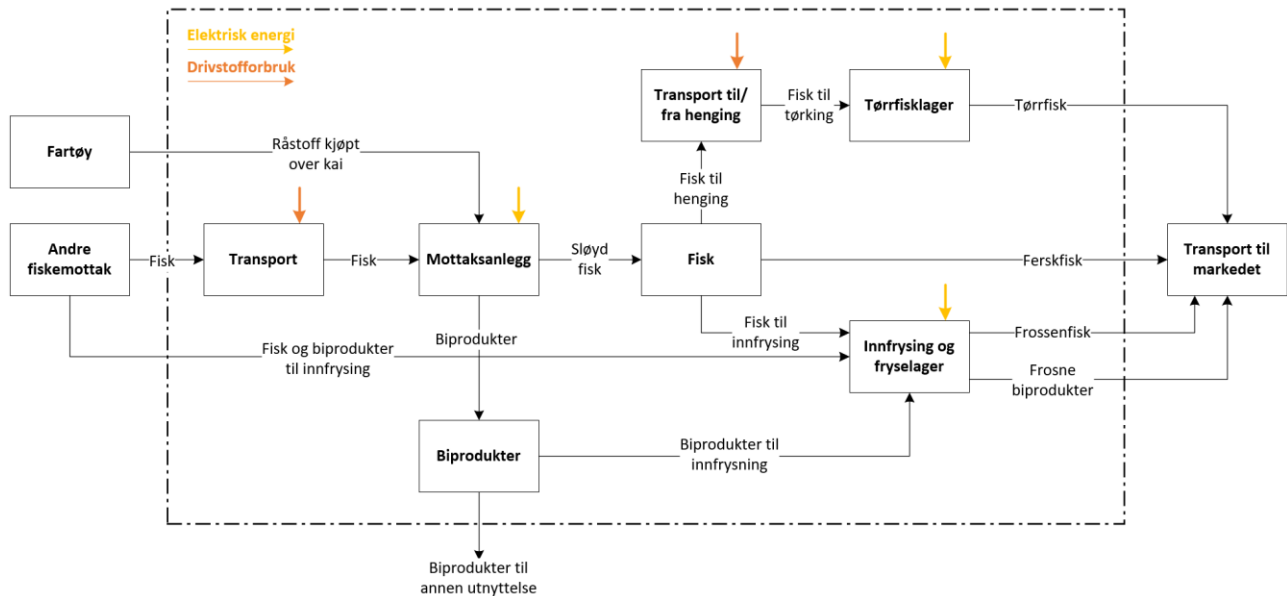 Elektrisk energi
Drivstofforbruk
Transport til/
fra henging
Fisk til
tørking
Tørrfisklager
Tørrfisk
Fartøy
Råstoff kjøpt
over kai
Fisk til
henging
Andre
fiskemottak
Fisk
Transport
Fisk
Mottaksanlegg
Sløyd
fisk
Fisk
Ferskfisk
Transport til
markedet
Biprodukter
Fisk til
innfrysing
Innfrysing og
fryselager
Frossenfisk
Fisk og biprodukter
til innfrysing
Frosne
biprodukter
Biprodukter
Biprodukter til
innfrysning
Biprodukter til
annen utnyttelse